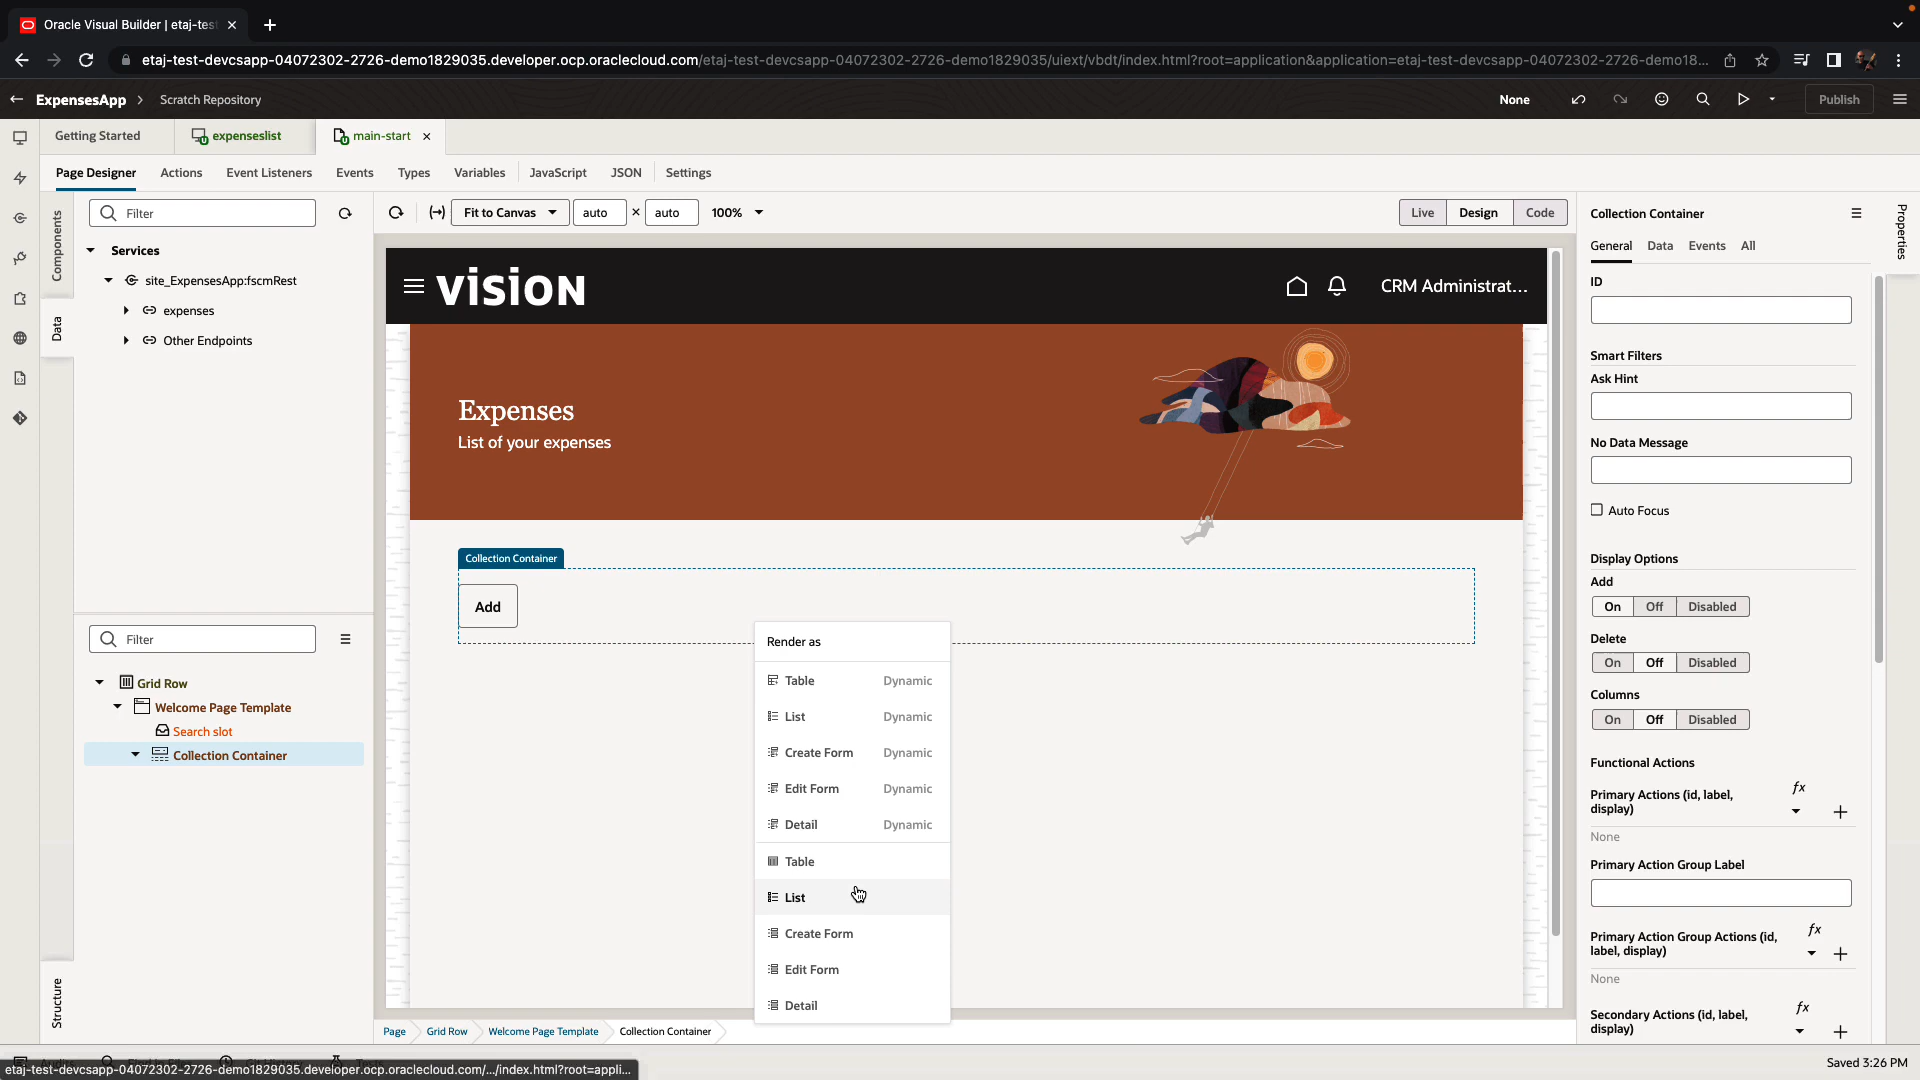 Oracle Visual Builder | etaj-tes
etaj-test-devcsapp-04072302-2726-demo1829035.developer.ocp.oraclecloud.com/etaj-test-devcsapp-04072302-2726-demo1829035/uiext/vbdt/index.html?root=application&application=etaj-test-devcsapp-04072302-2726-demo18...
ExpensesApp
Scratch Repository
None
Publish
Getting Started
expenseslist
main-start
Page Designer
Actions
Event Listeners
Events
Types
Variables
JavaScript
JSON
Settings
Components
Data
Structure
Filter
Services
site_ExpensesApp:fscmRest
expenses
Other Endpoints
Filter
Grid Row
Welcome Page Template
Search slot
Collection Container
Fit to Canvas
auto
×
auto
100%
Live
Design
Code
vision
CRM Administrat...
Expenses
List of your expenses
Collection Container
Add
Render as
Table Dynamic
List Dynamic
Create Form Dynamic
Edit Form Dynamic
Detail Dynamic
Table
List
Create Form
Edit Form
Detail
Page
Grid Row
Welcome Page Template
Collection Container
Collection Container
Properties
General
Data
Events
All
ID
Smart Filters
Ask Hint
No Data Message
Auto Focus
Display Options
Add
On Off Disabled
Delete
On Off Disabled
Columns
On Off Disabled
Functional Actions
fx
Primary Actions (id, label,
display)
None
Primary Action Group Label
fx
Primary Action Group Actions (id,
label, display)
None
fx
Secondary Actions (id, label,
display)
Saved 3:26 PM
etaj-test-devcsapp-04072302-2726-demo1829035.developer.ocp.oraclecloud.com/.../index.html?root=appli...